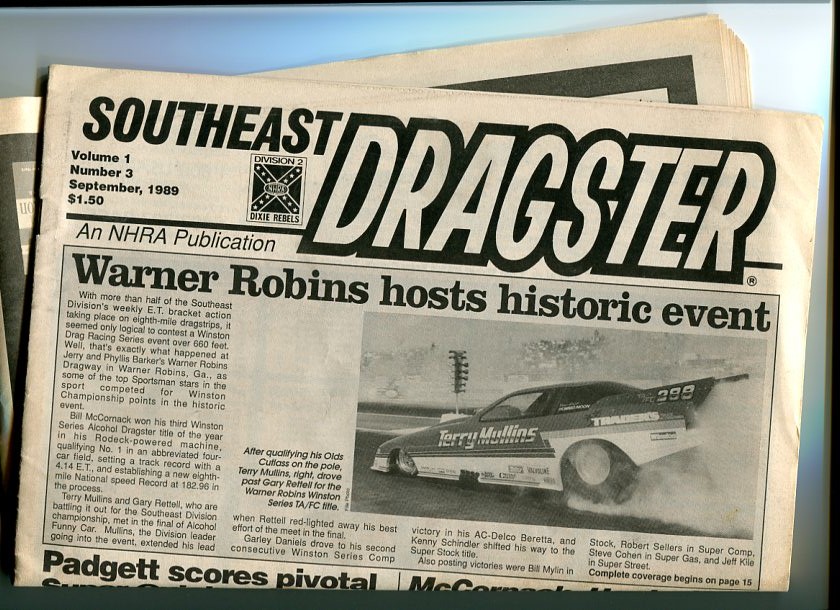 SOUTHEAST
DRAGSTER
®
Volume 1
Number 3
September, 1989
$1.50
DIVISION 2
NHRA
DIXIE REBELS
An NHRA Publication
Warner Robins hosts historic event
With more than half of the Southeast
Division's weekly E.T. bracket action
taking place on eighth-mile dragstrips, it
seemed only logical to contest a Winston
Drag Racing Series event over 660 feet.
Well, that's exactly what happened at
Jerry and Phyllis Barker's Warner Robins
Dragway in Warner Robins, Ga., as
some of the top Sportsman stars in the
sport competed for Winston
Championship points in the historic
event.
Bill McCornack won his third Winston
Series Alcohol Dragster title of the year
in his Rodeck-powered machine,
qualifying No. 1 in an abbreviated four-
car field, setting a track record with a
4.14 E.T., and establishing a new eighth-
mile National speed Record at 182.96 in
the process.
Terry Mullins and Gary Rettell, who are
battling it out for the Southeast Division
championship, met in the final of Alcohol
Funny Car. Mullins, the Division leader
going into the event, extended his lead
After qualifying his Olds
Cutlass on the pole,
Terry Mullins, right, drove
past Gary Rettell for the
Warner Robins Winston
Series TA/FC title.
Terry Mullins
TRADER'S
288
VALVOLINE
when Rettell red-lighted away his best
effort of the meet in the final.
Garley Daniels drove to his second
consecutive Winston Series Comp
victory in his AC-Delco Beretta, and
Kenny Schindler shifted his way to the
Super Stock title.
Also posting victories were Bill Mylin in
Stock, Robert Sellers in Super Comp,
Steve Cohen in Super Gas, and Jeff Kile
in Super Street.
Complete coverage begins on page 15
Padgett scores pivotal